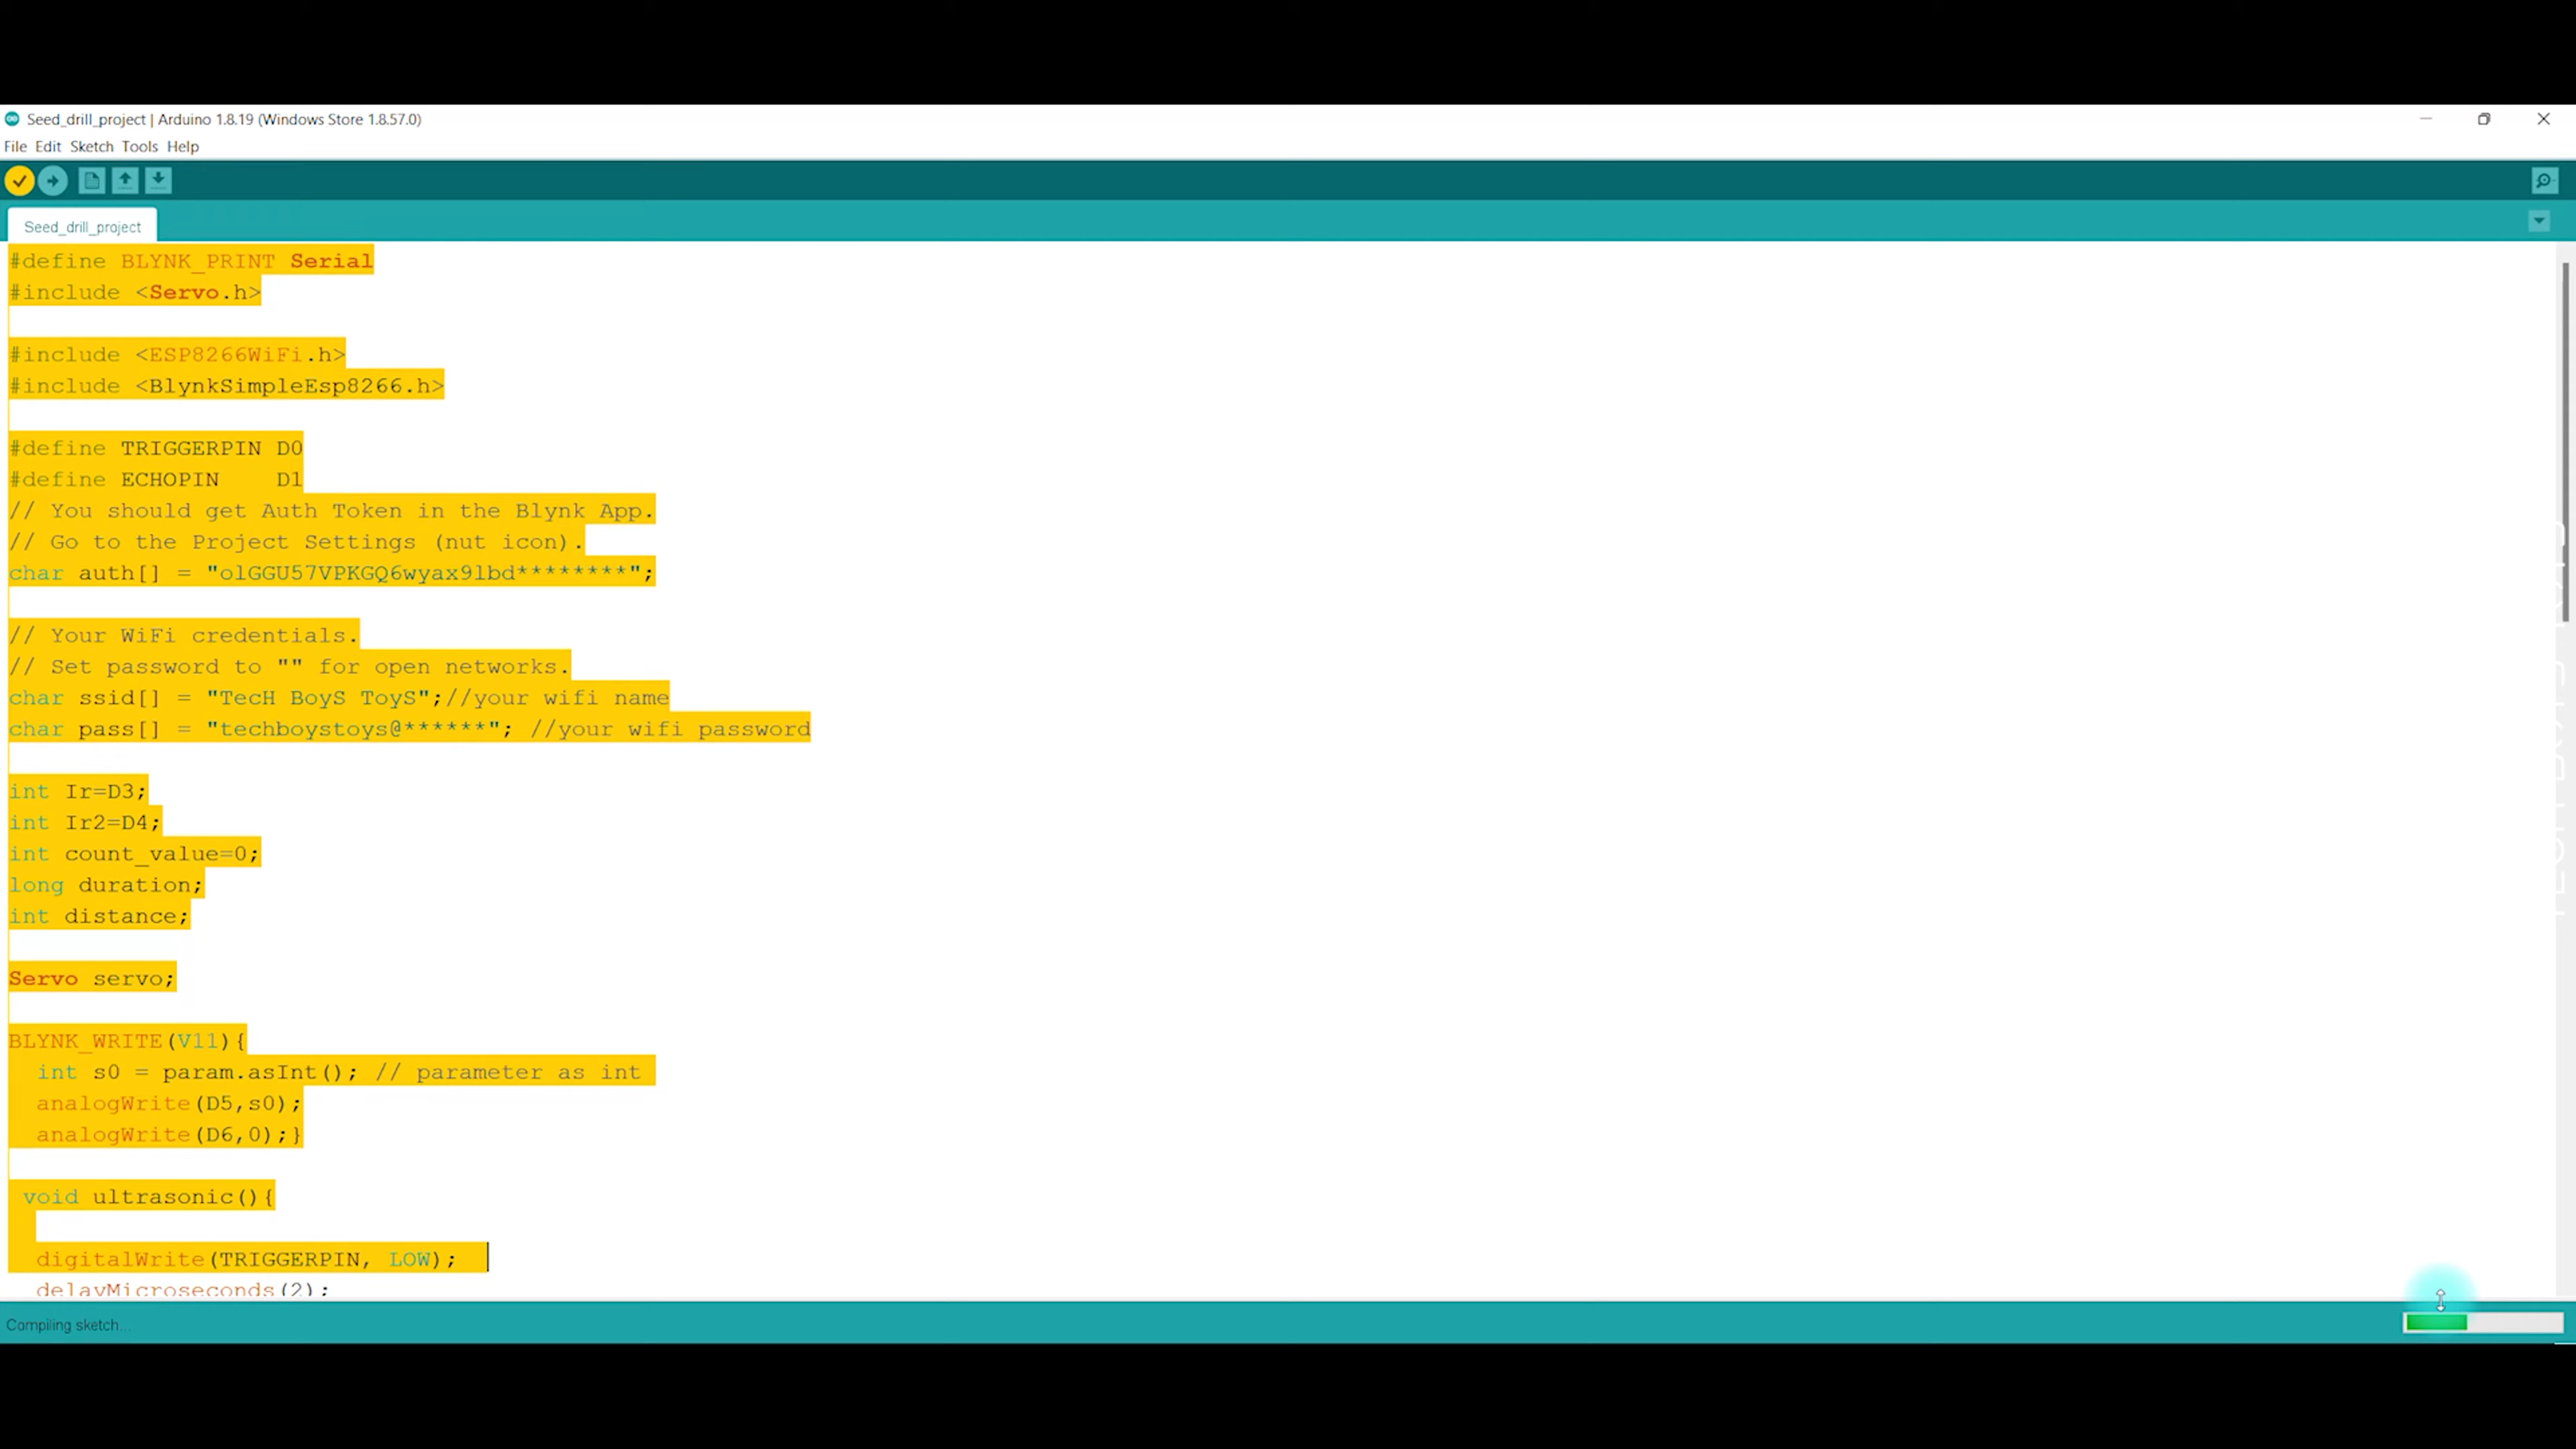 Seed_drill_project | Arduino 1.8.19 (Windows Store 1.8.57.0)
File Edit Sketch Tools Help
Seed_drill_project
#define BLYNK_PRINT Serial
#include <Servo.h>
#include <ESP8266WiFi.h>
#include <BlynkSimpleEsp8266.h>
#define TRIGGERPIN D0
#define ECHOPIN    D1
// You should get Auth Token in the Blynk App.
// Go to the Project Settings (nut icon).
char auth[] = "olGGU57VPKGQ6wyax9lbd********";
// Your WiFi credentials.
// Set password to "" for open networks.
char ssid[] = "TecH BoyS ToyS";//your wifi name
char pass[] = "techboystoys@******"; //your wifi password
int Ir=D3;
int Ir2=D4;
int count_value=0;
long duration;
int distance;
Servo servo;
BLYNK_WRITE(V11){
  int s0 = param.asInt(); // parameter as int
  analogWrite(D5,s0);
  analogWrite(D6,0);}
 void ultrasonic(){
  digitalWrite(TRIGGERPIN, LOW);
  delayMicroseconds(2);
Compiling sketch...